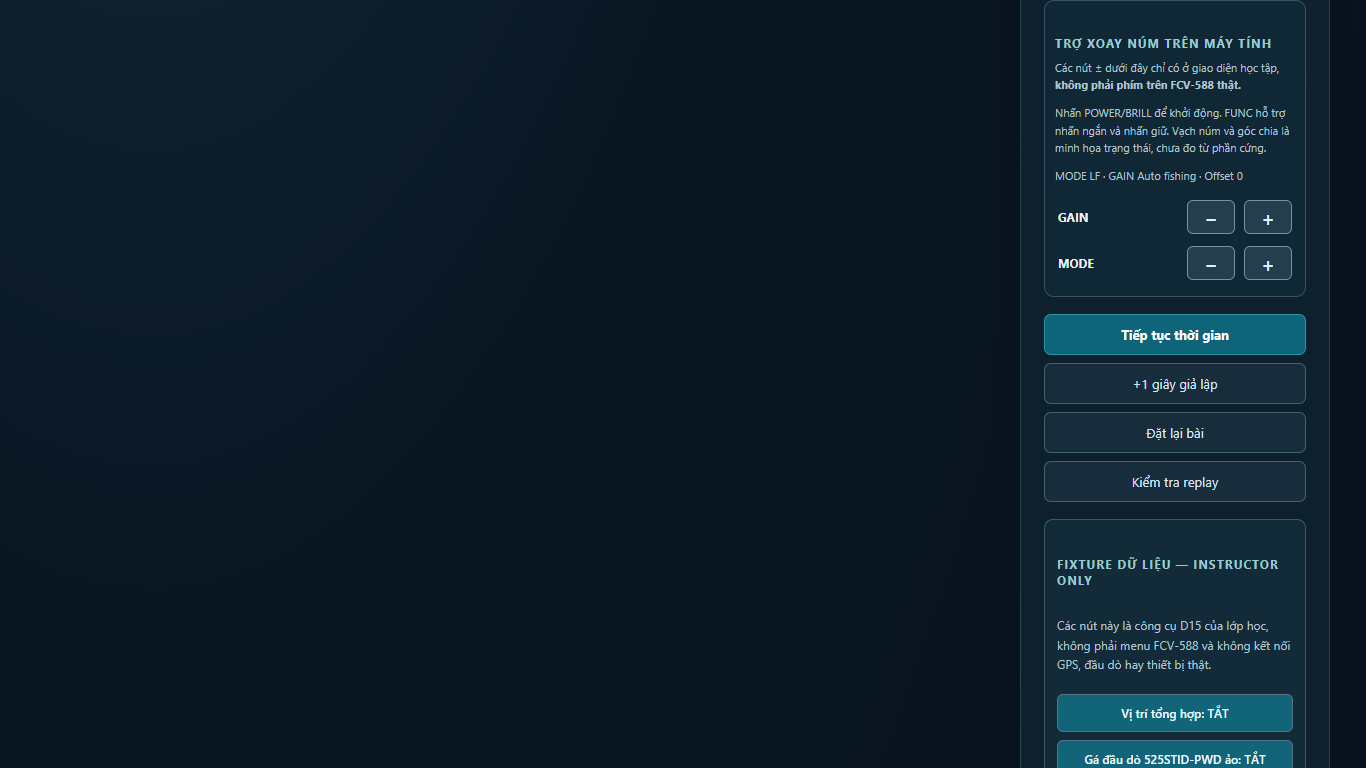 TRỢ XOAY NÚM TRÊN MÁY TÍNH
Các nút ± dưới đây chỉ có ở giao diện học tập,
không phải phím trên FCV-588 thật.
Nhấn POWER/BRILL để khởi động. FUNC hỗ trợ
nhấn ngắn và nhấn giữ. Vạch núm và góc chia là
minh họa trạng thái, chưa đo từ phần cứng.
MODE LF · GAIN Auto fishing · Offset 0
GAIN − +
MODE − +
Tiếp tục thời gian
+1 giây giả lập
Đặt lại bài
Kiểm tra replay
FIXTURE DỮ LIỆU — INSTRUCTOR
ONLY
Các nút này là công cụ D15 của lớp học,
không phải menu FCV-588 và không kết nối
GPS, đầu dò hay thiết bị thật.
Vị trí tổng hợp: TẮT
Gá đầu dò 525STID-PWD ảo: TẮT